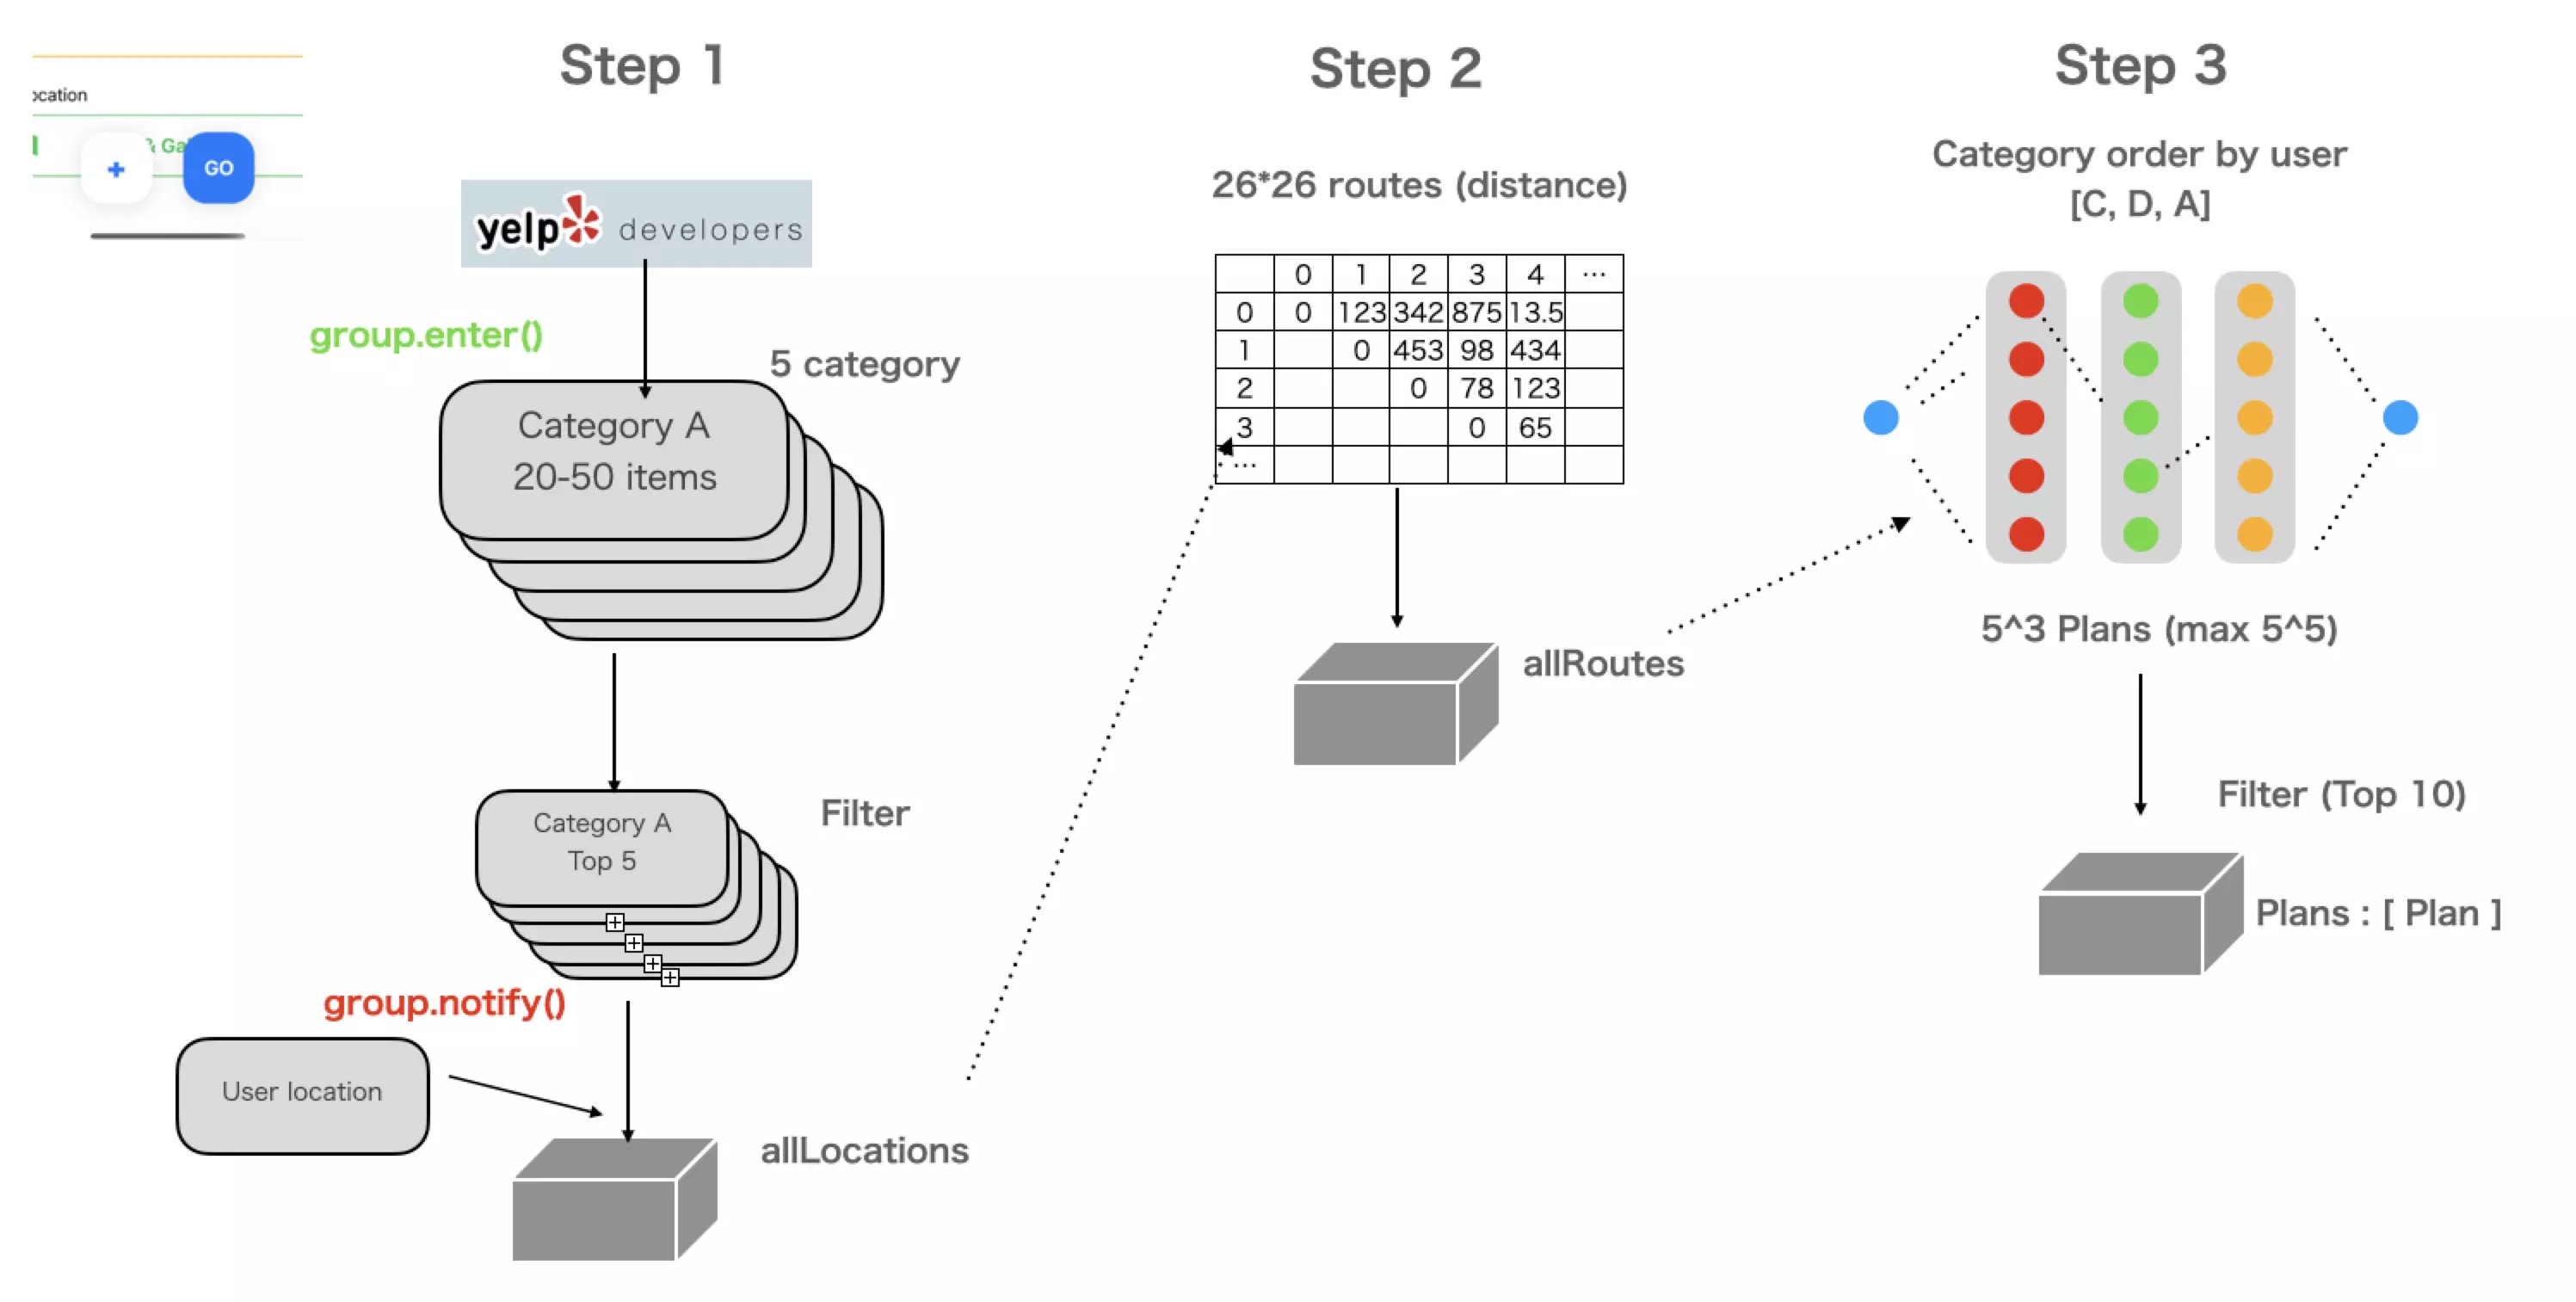 ocation
& Ga
+
GO
Step 1
yelp developers
group.enter()
5 category
Category A
20-50 items
Category A
Top 5
Filter
group.notify()
User location
allLocations
Step 2
26*26 routes (distance)
0 1 2 3 4 ...
0 0 123 342 875 13.5
1 0 453 98 434
2 0 78 123
3 0 65
...
allRoutes
Step 3
Category order by user
[C, D, A]
5^3 Plans (max 5^5)
Filter (Top 10)
Plans : [ Plan ]